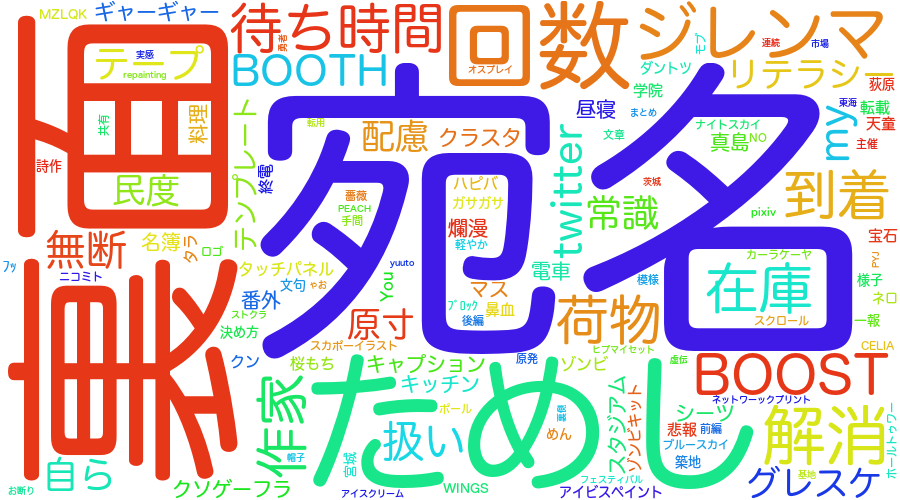 MZLQK
ギャーギャー
待ち時間
勇者
回数
ジレンマ
モブ
連続
市場
テープ
実感
repainting
BOOTH
オスプレイ
ダントツ
リテラシー
荻原
裏面
共有
料理
テンプレート
転用
配慮
クラスタ
昼寝
学院
まとめ
東海
転載
天童
my
詩作
民度
終電
宛名
twitter
文章
ナイトスカイ
真島
NO
主催
薔薇
PEACH
手間
ハピバ
ガサガサ
常識
茨城
pixiv
到着
無断
名簿
タラ
ロゴ
爛漫
軽やか
宝石
フッ
ニコミト
タッチパネル
You
yuuto
電車
模様
カーラケーヤ
様子
文句
やお
番外
マス
ブロック
鼻血
荷物
在庫
ネロ
ストクラ
決め方
原寸
後編
スクロール
一報
スカポーイラスト
ヒプマイセット
CELIA
クン
桜もち
キャプション
原発
ゾンビ
虚伝
BOOST
作家
ためし
キッチン
ボール
スタジアム
ゾンビキット
シーツ
ネットワークプリント
解消
ホールトゥワー
扱い
めん
悲報
前編
ブルースカイ
自ら
帽子
宮城
築地
基地
お断り
クソゲーフラ
アイスクリーム
WINGS
フェスティバル
アイビスペイント
グレスケ